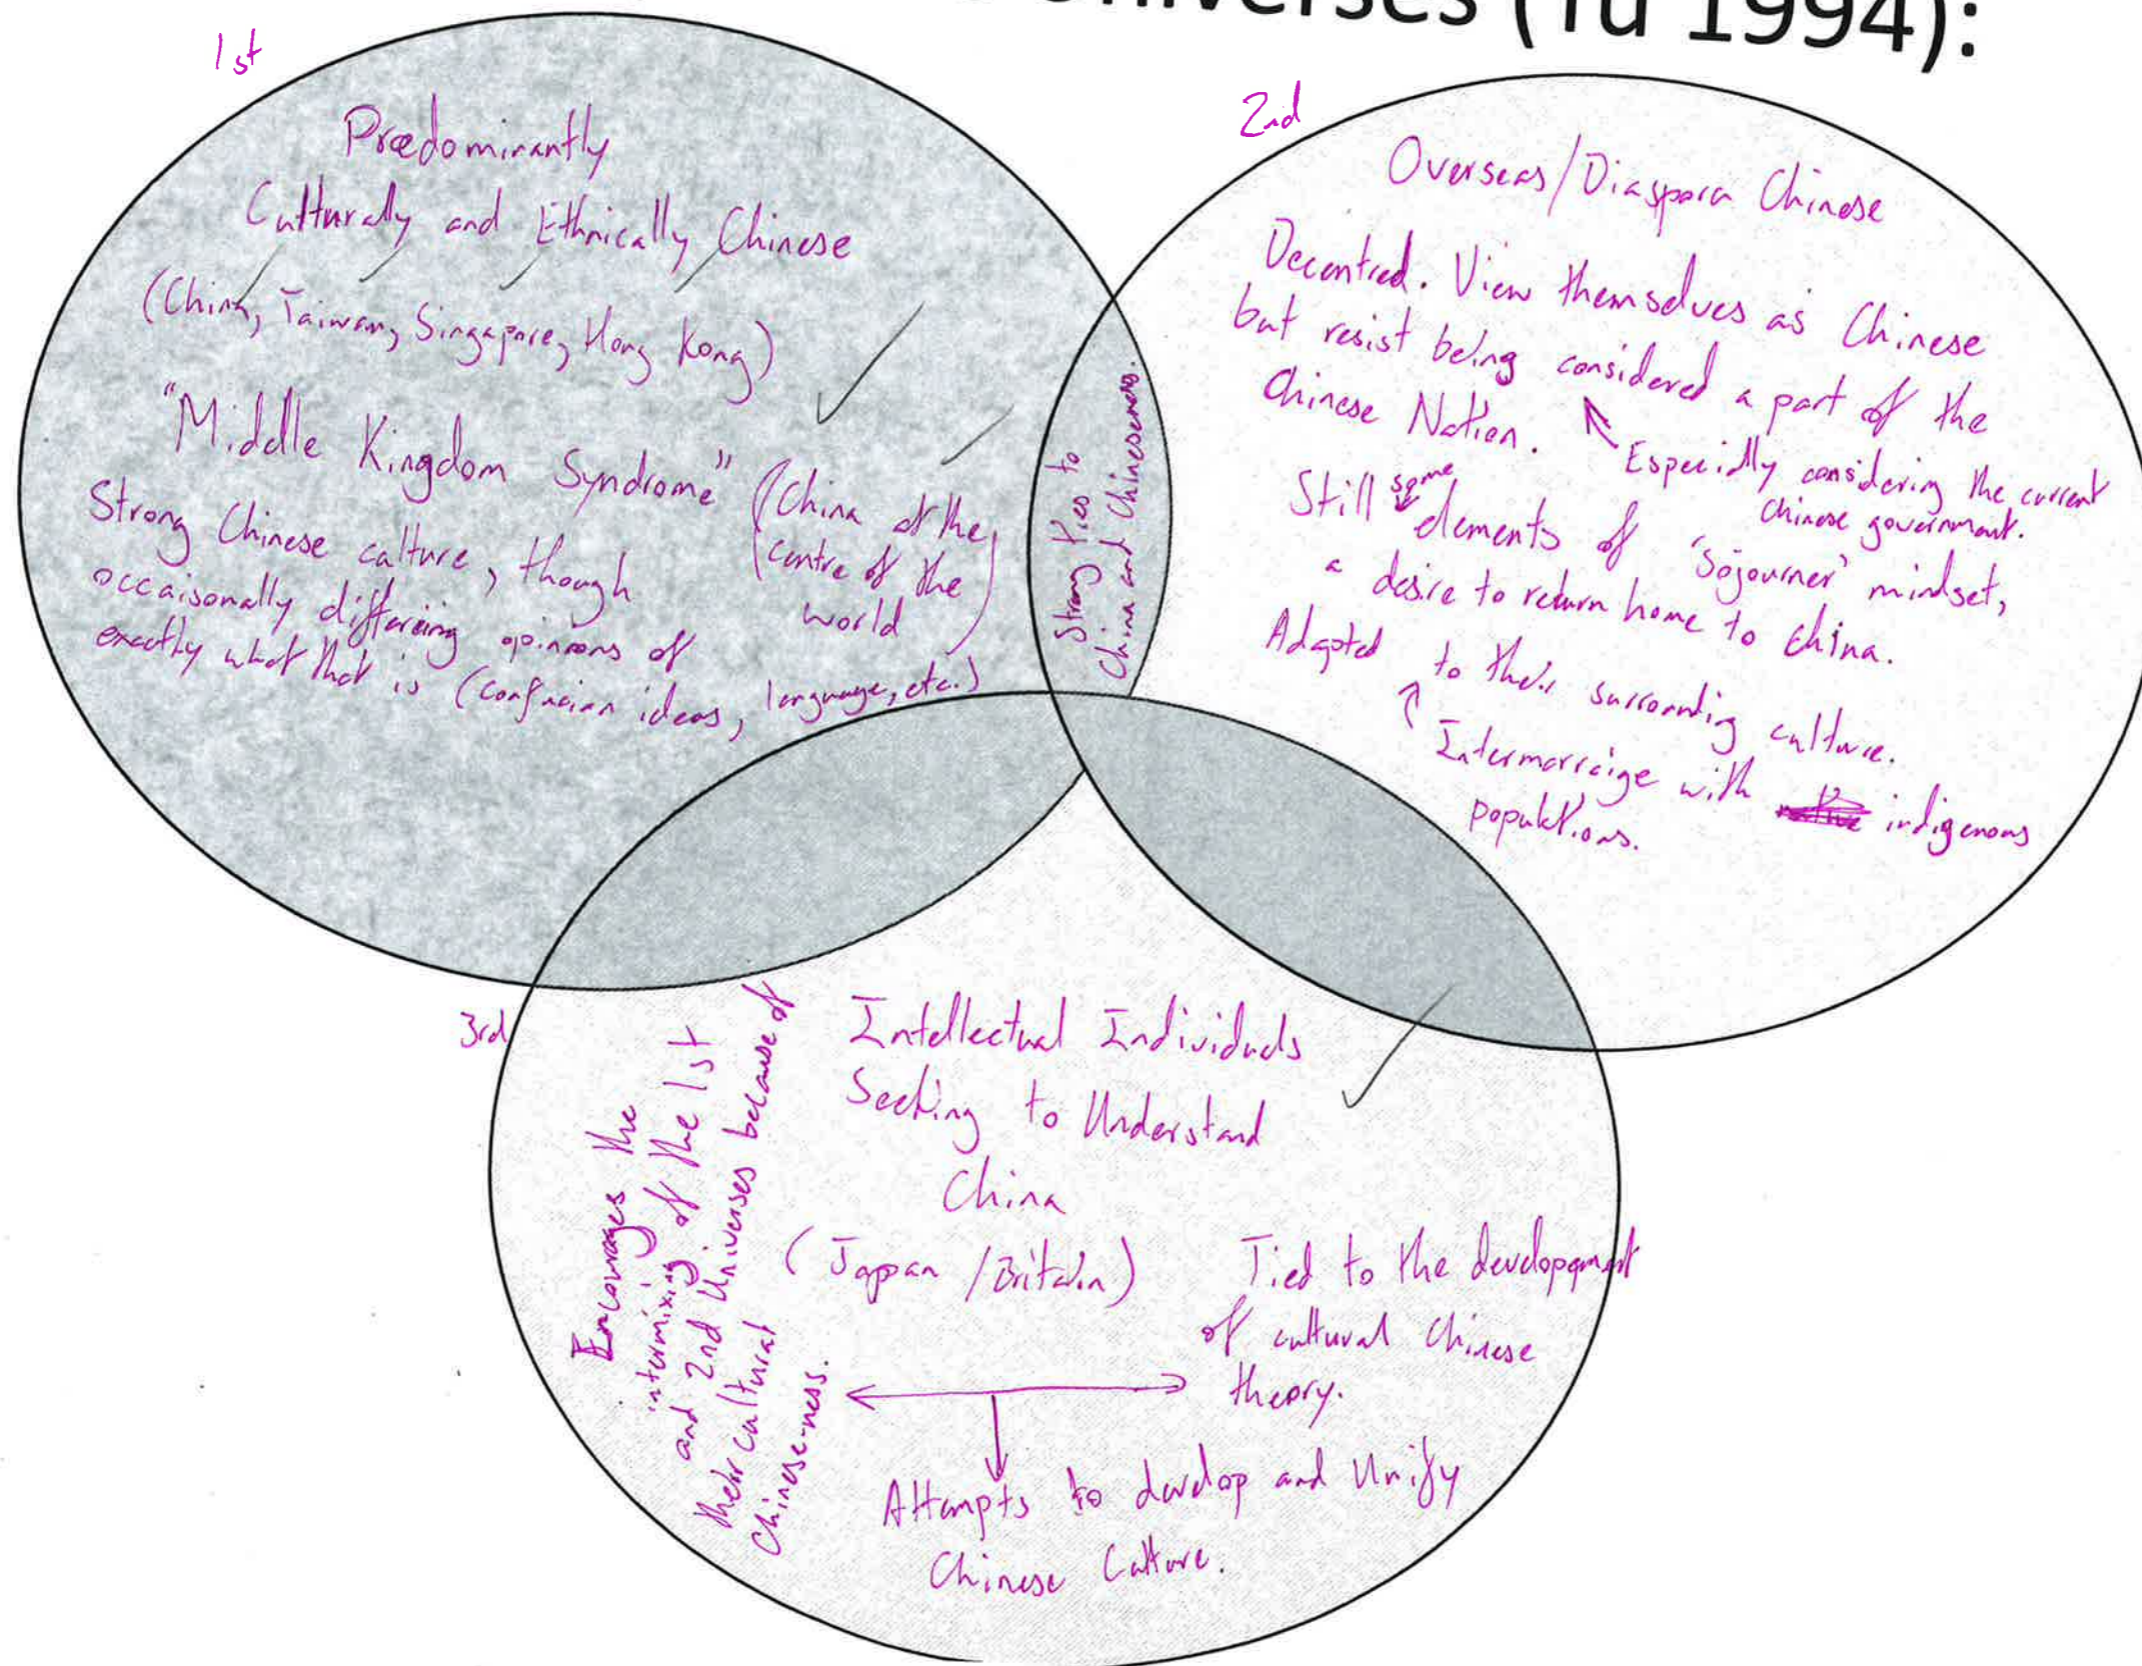 Universes (Tu 1994):
1st
Prædominantly
Culturally and Ethnically Chinese
(China, Taiwan, Singapore, Hong Kong)
"Middle Kingdom Syndrome"
(China at the
centre of the
world)
Strong Chinese culture, though
occaisonally differing opinions of
exactly what that is (confucian ideas, language, etc.)
Strong ties to
China and Chineseness.
2nd
Overseas/Diaspora Chinese
Decentred. View themselves as Chinese
but resist being considered a part of the
Chinese Nation.
Especially considering the current
Chinese government.
Still some elements of 'Sojourner' mindset,
a desire to return home to China.
Adapted to their surrounding culture.
Intermarraige with indigenous
populations.
3rd
Intellectual Individuals
Seeking to Understand
China
(Japan / Britain)
Encourages the
intermixing of the 1st
and 2nd Universes because of
their cultural
Chinese-ness.
Tied to the development
of cultural Chinese
theory.
Attempts to develop and Unify
Chinese Culture.